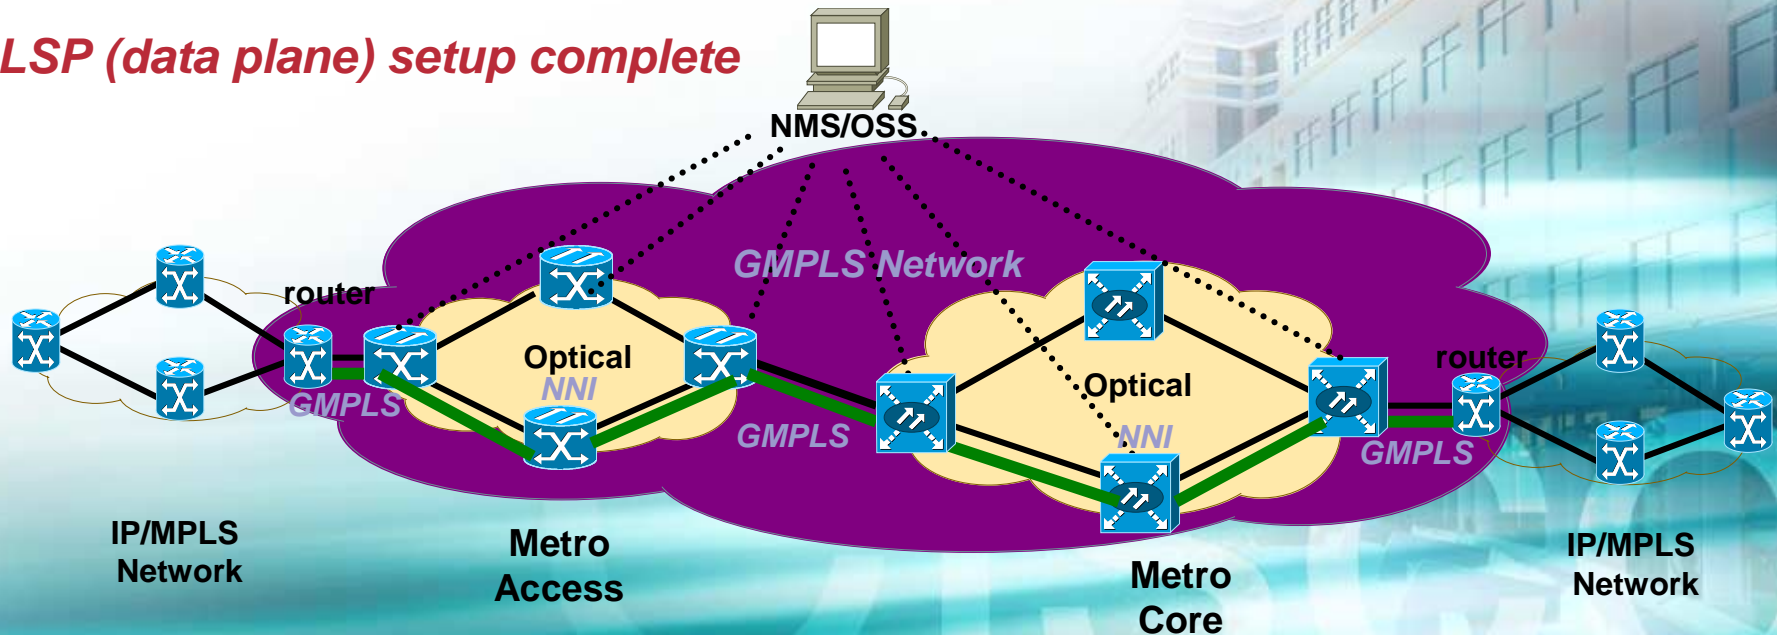 LSP (data plane) setup complete
NMS/OSS
GMPLS Network
router
Optical
NNI
GMPLS
GMPLS
Optical
NNI
router
GMPLS
IP/MPLS
Network
Metro
Access
Metro
Core
IP/MPLS
Network